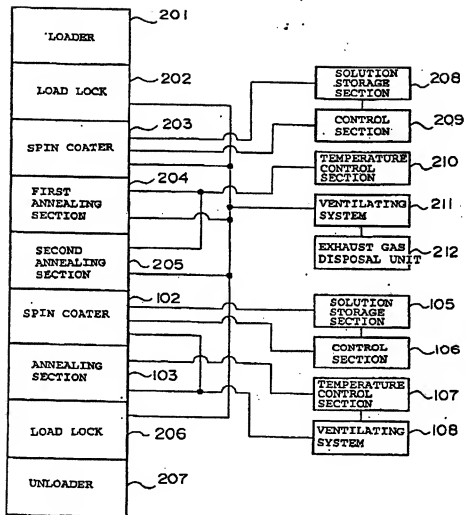 LOADER
201
LOAD LOCK
202
SPIN COATER
203
FIRST
ANNEALING
SECTION
204
SECOND
ANNEALING
SECTION
205
SPIN COATER
102
ANNEALING
SECTION
103
LOAD LOCK
206
UNLOADER
207
SOLUTION
STORAGE
SECTION
208
CONTROL
SECTION
209
TEMPERATURE
CONTROL
SECTION
210
VENTILATING
SYSTEM
211
EXHAUST GAS
DISPOSAL UNIT
212
SOLUTION
STORAGE
SECTION
105
CONTROL
SECTION
106
TEMPERATURE
CONTROL
SECTION
107
VENTILATING
SYSTEM
108